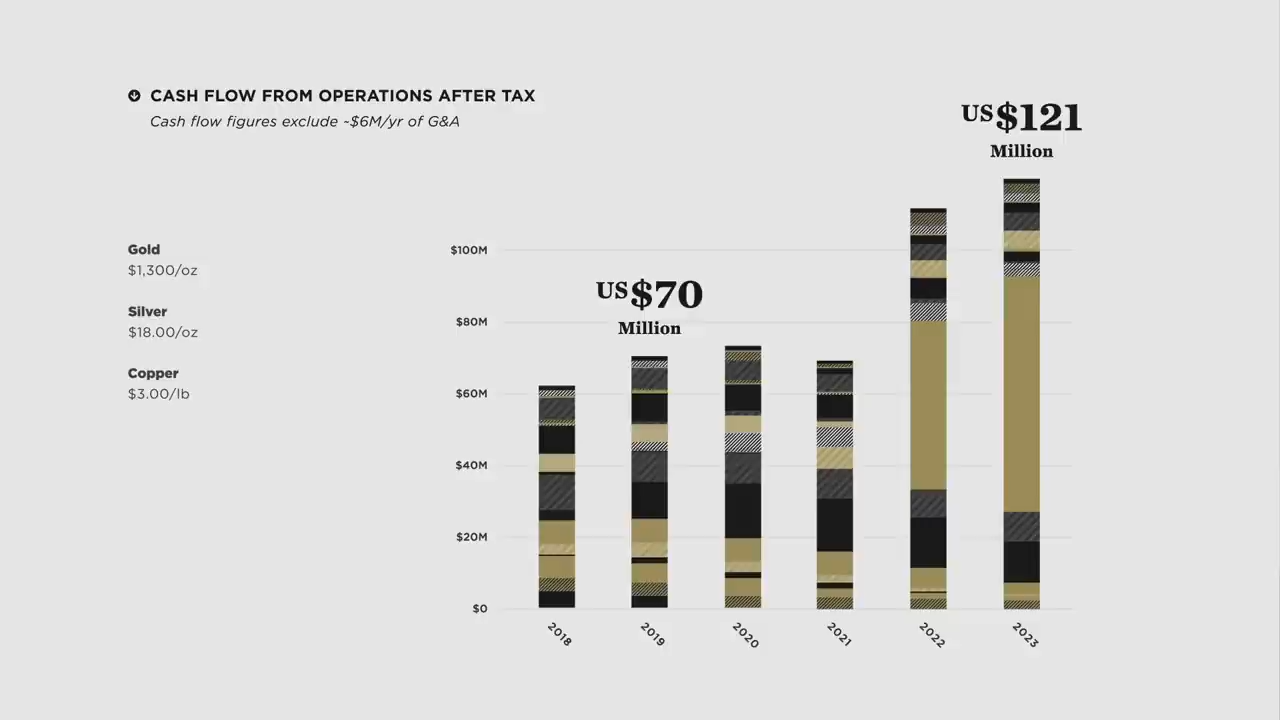 CASH FLOW FROM OPERATIONS AFTER TAX
Cash flow figures exclude ~$6M/yr of G&A
US$121
Million
Gold
$1,300/oz
Silver
$18.00/oz
Copper
$3.00/lb
US$70
Million
$100M
$80M
$60M
$40M
$20M
$0
2018
2019
2020
2021
2022
2023